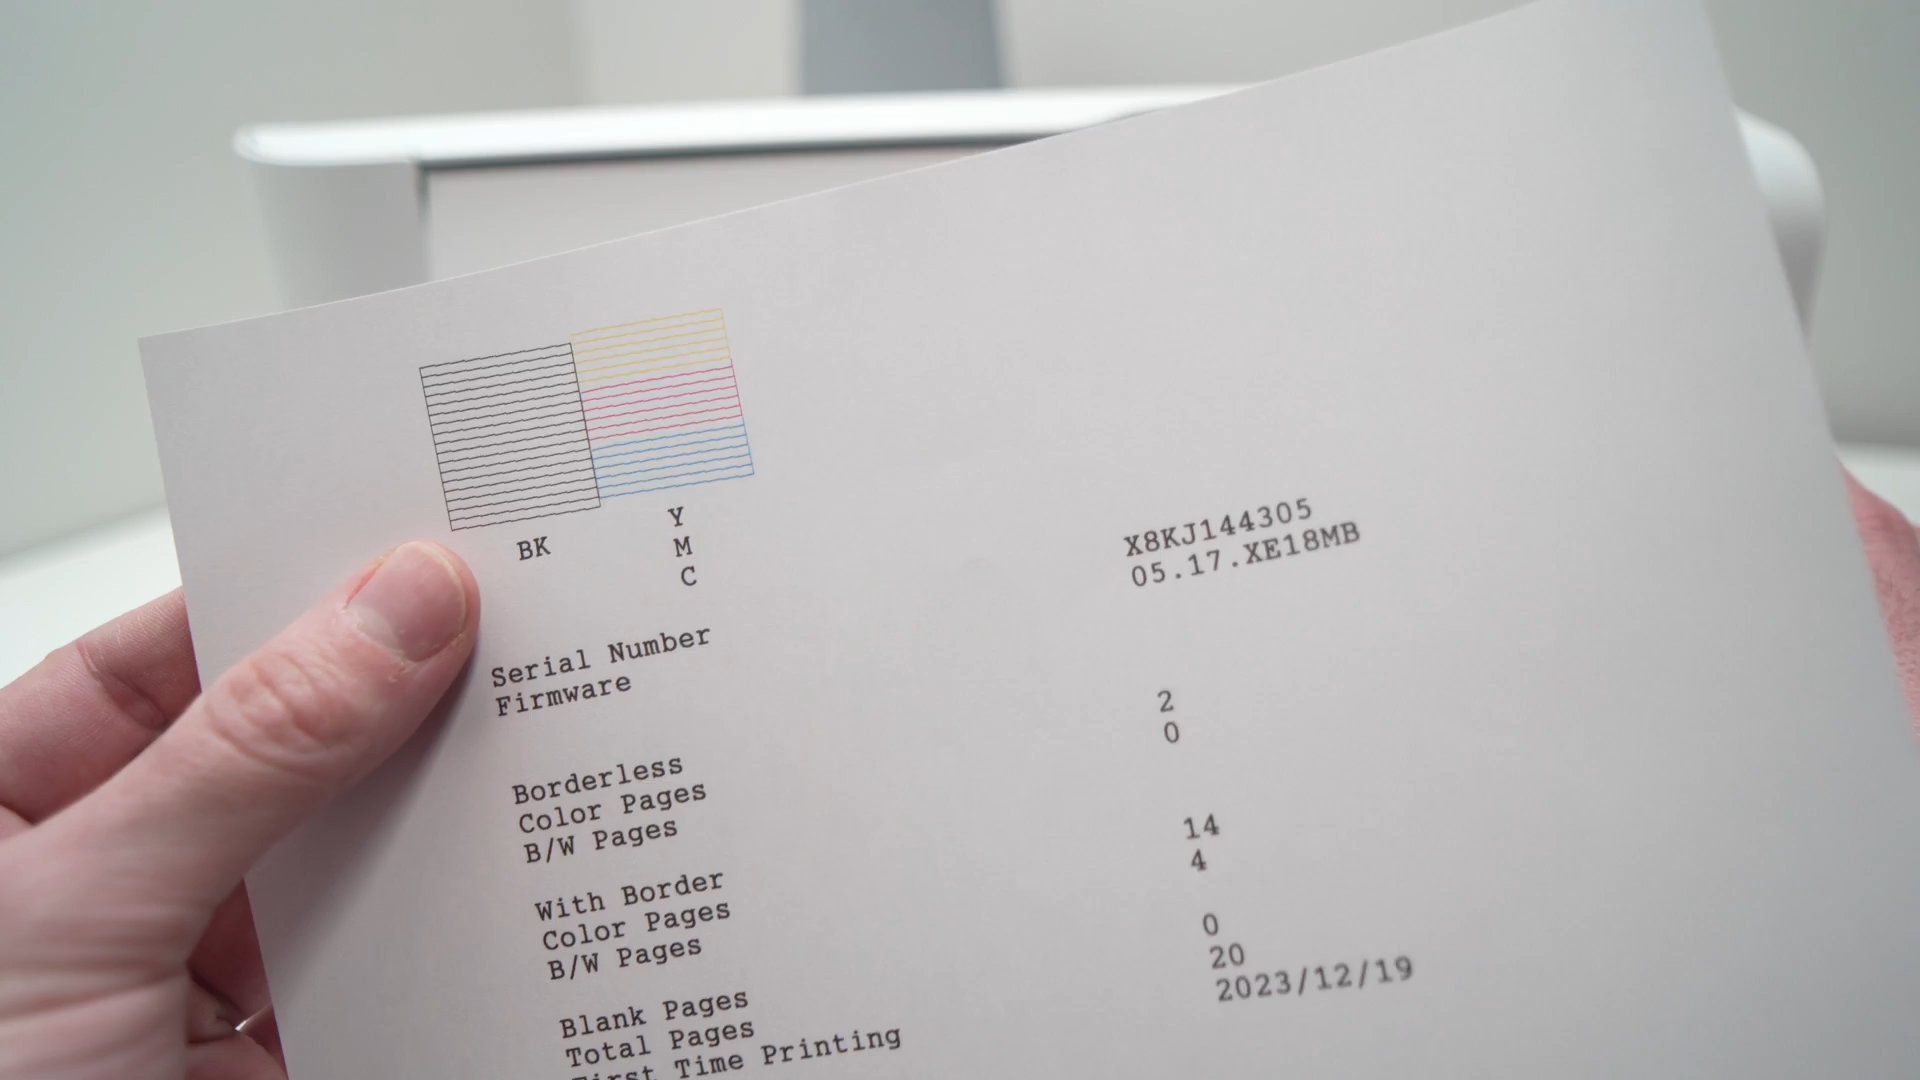 BK
Y
M
C
Serial Number X8KJ144305
Firmware 05.17.XE18MB
Borderless
Color Pages 2
B/W Pages 0
With Border
Color Pages 14
B/W Pages 4
Blank Pages 0
Total Pages 20
First Time Printing 2023/12/19